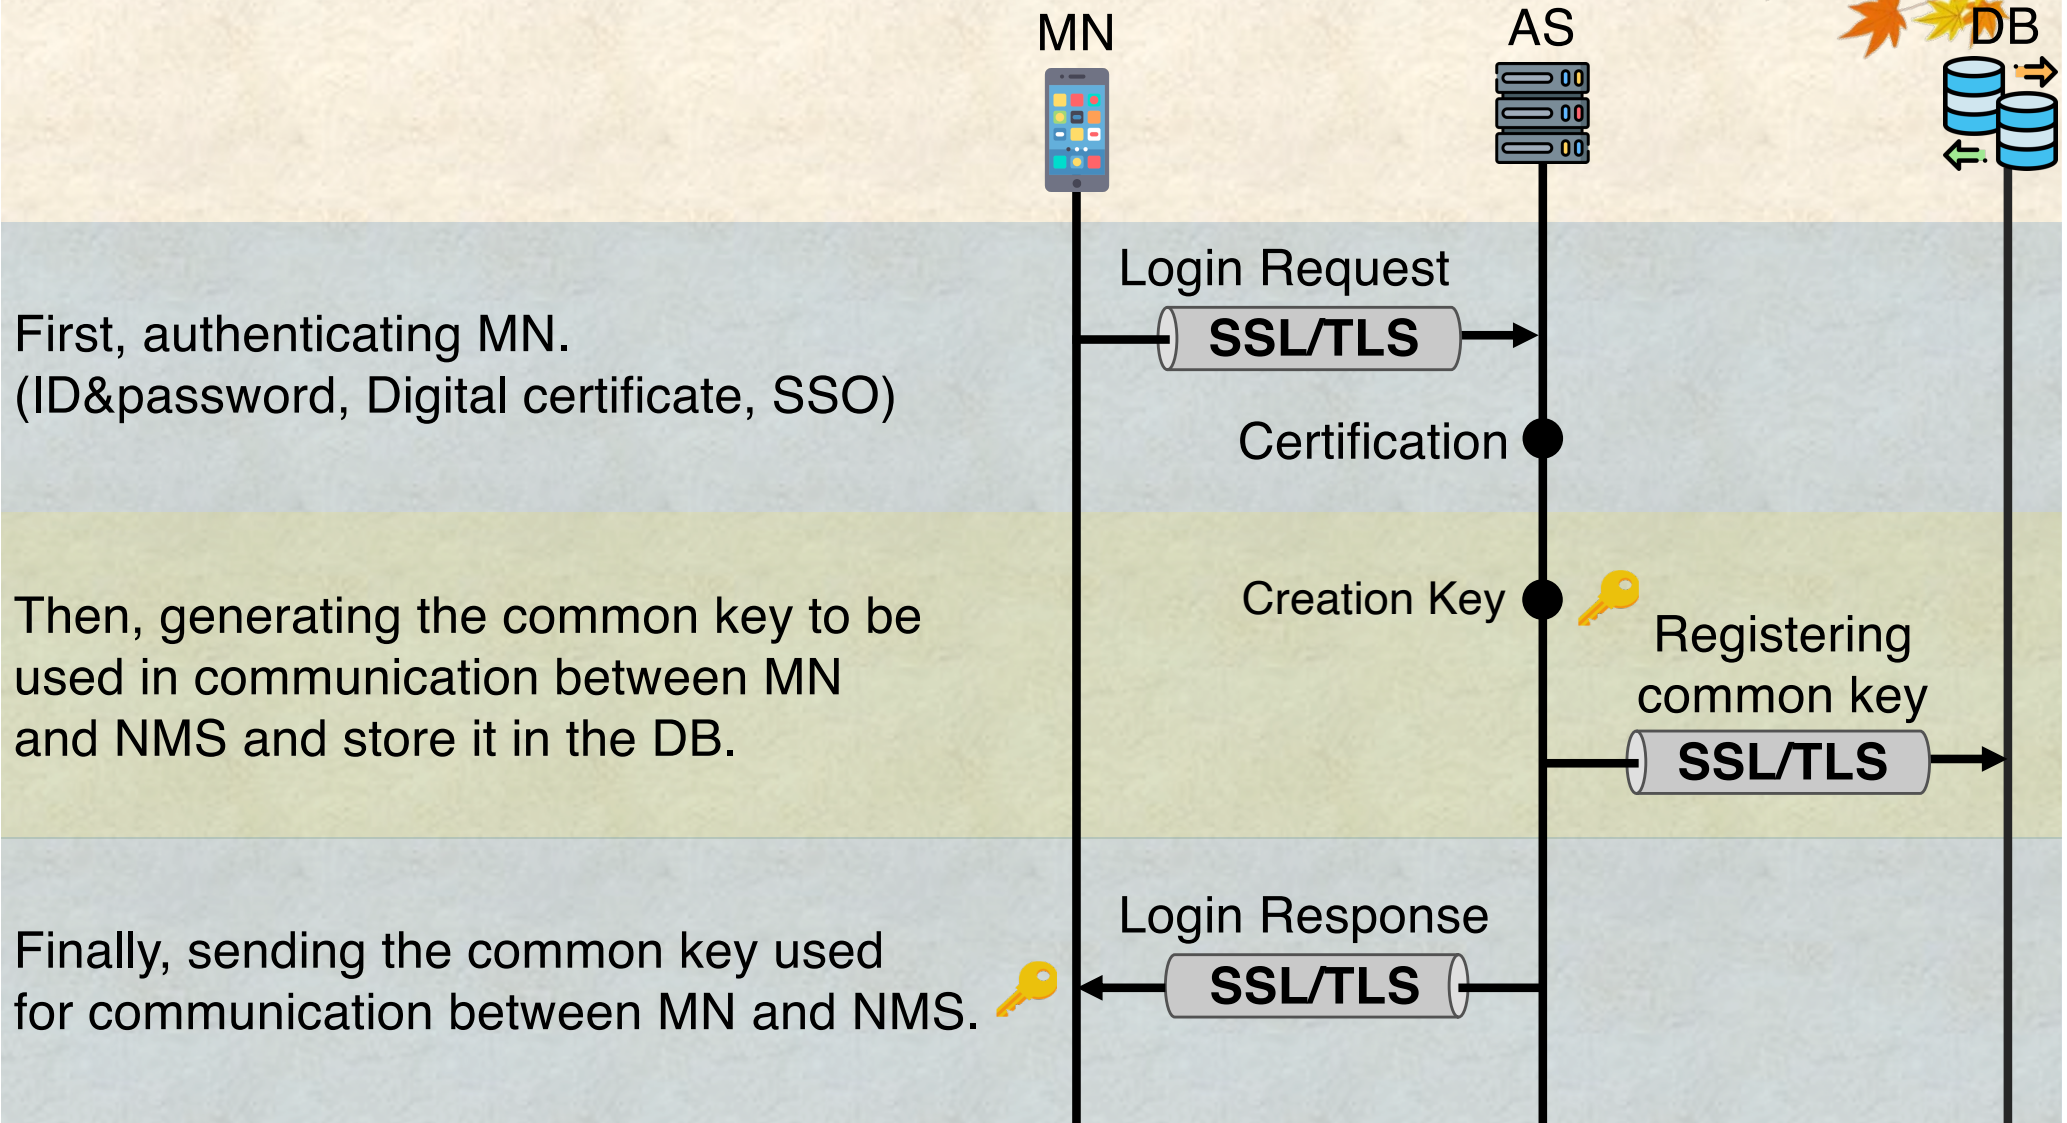 MN
AS
DB
Login Request
SSL/TLS
First, authenticating MN.
(ID&password, Digital certificate, SSO)
Certification
Creation Key
Then, generating the common key to be
used in communication between MN
and NMS and store it in the DB.
Registering
common key
SSL/TLS
Login Response
SSL/TLS
Finally, sending the common key used
for communication between MN and NMS.